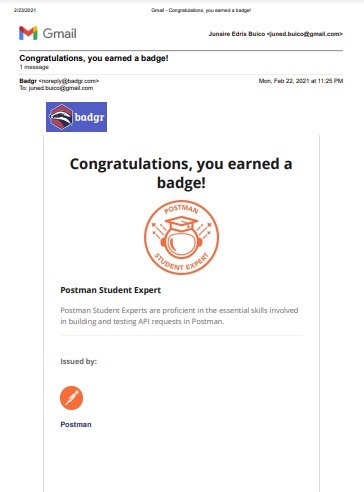 2/23/2021
Gmail - Congratulations, you earned a badge!
Gmail
Junaire Edris Buico <juned.buico@gmail.com>
Congratulations, you earned a badge!
1 message
Badgr <noreply@badgr.com>
Mon, Feb 22, 2021 at 11:25 PM
To: juned.buico@gmail.com
badgr
Congratulations, you earned a
badge!
POSTMAN
STUDENT EXPERT
Postman Student Expert
Postman Student Experts are proficient in the essential skills involved
in building and testing API requests in Postman.
Issued by:
Postman